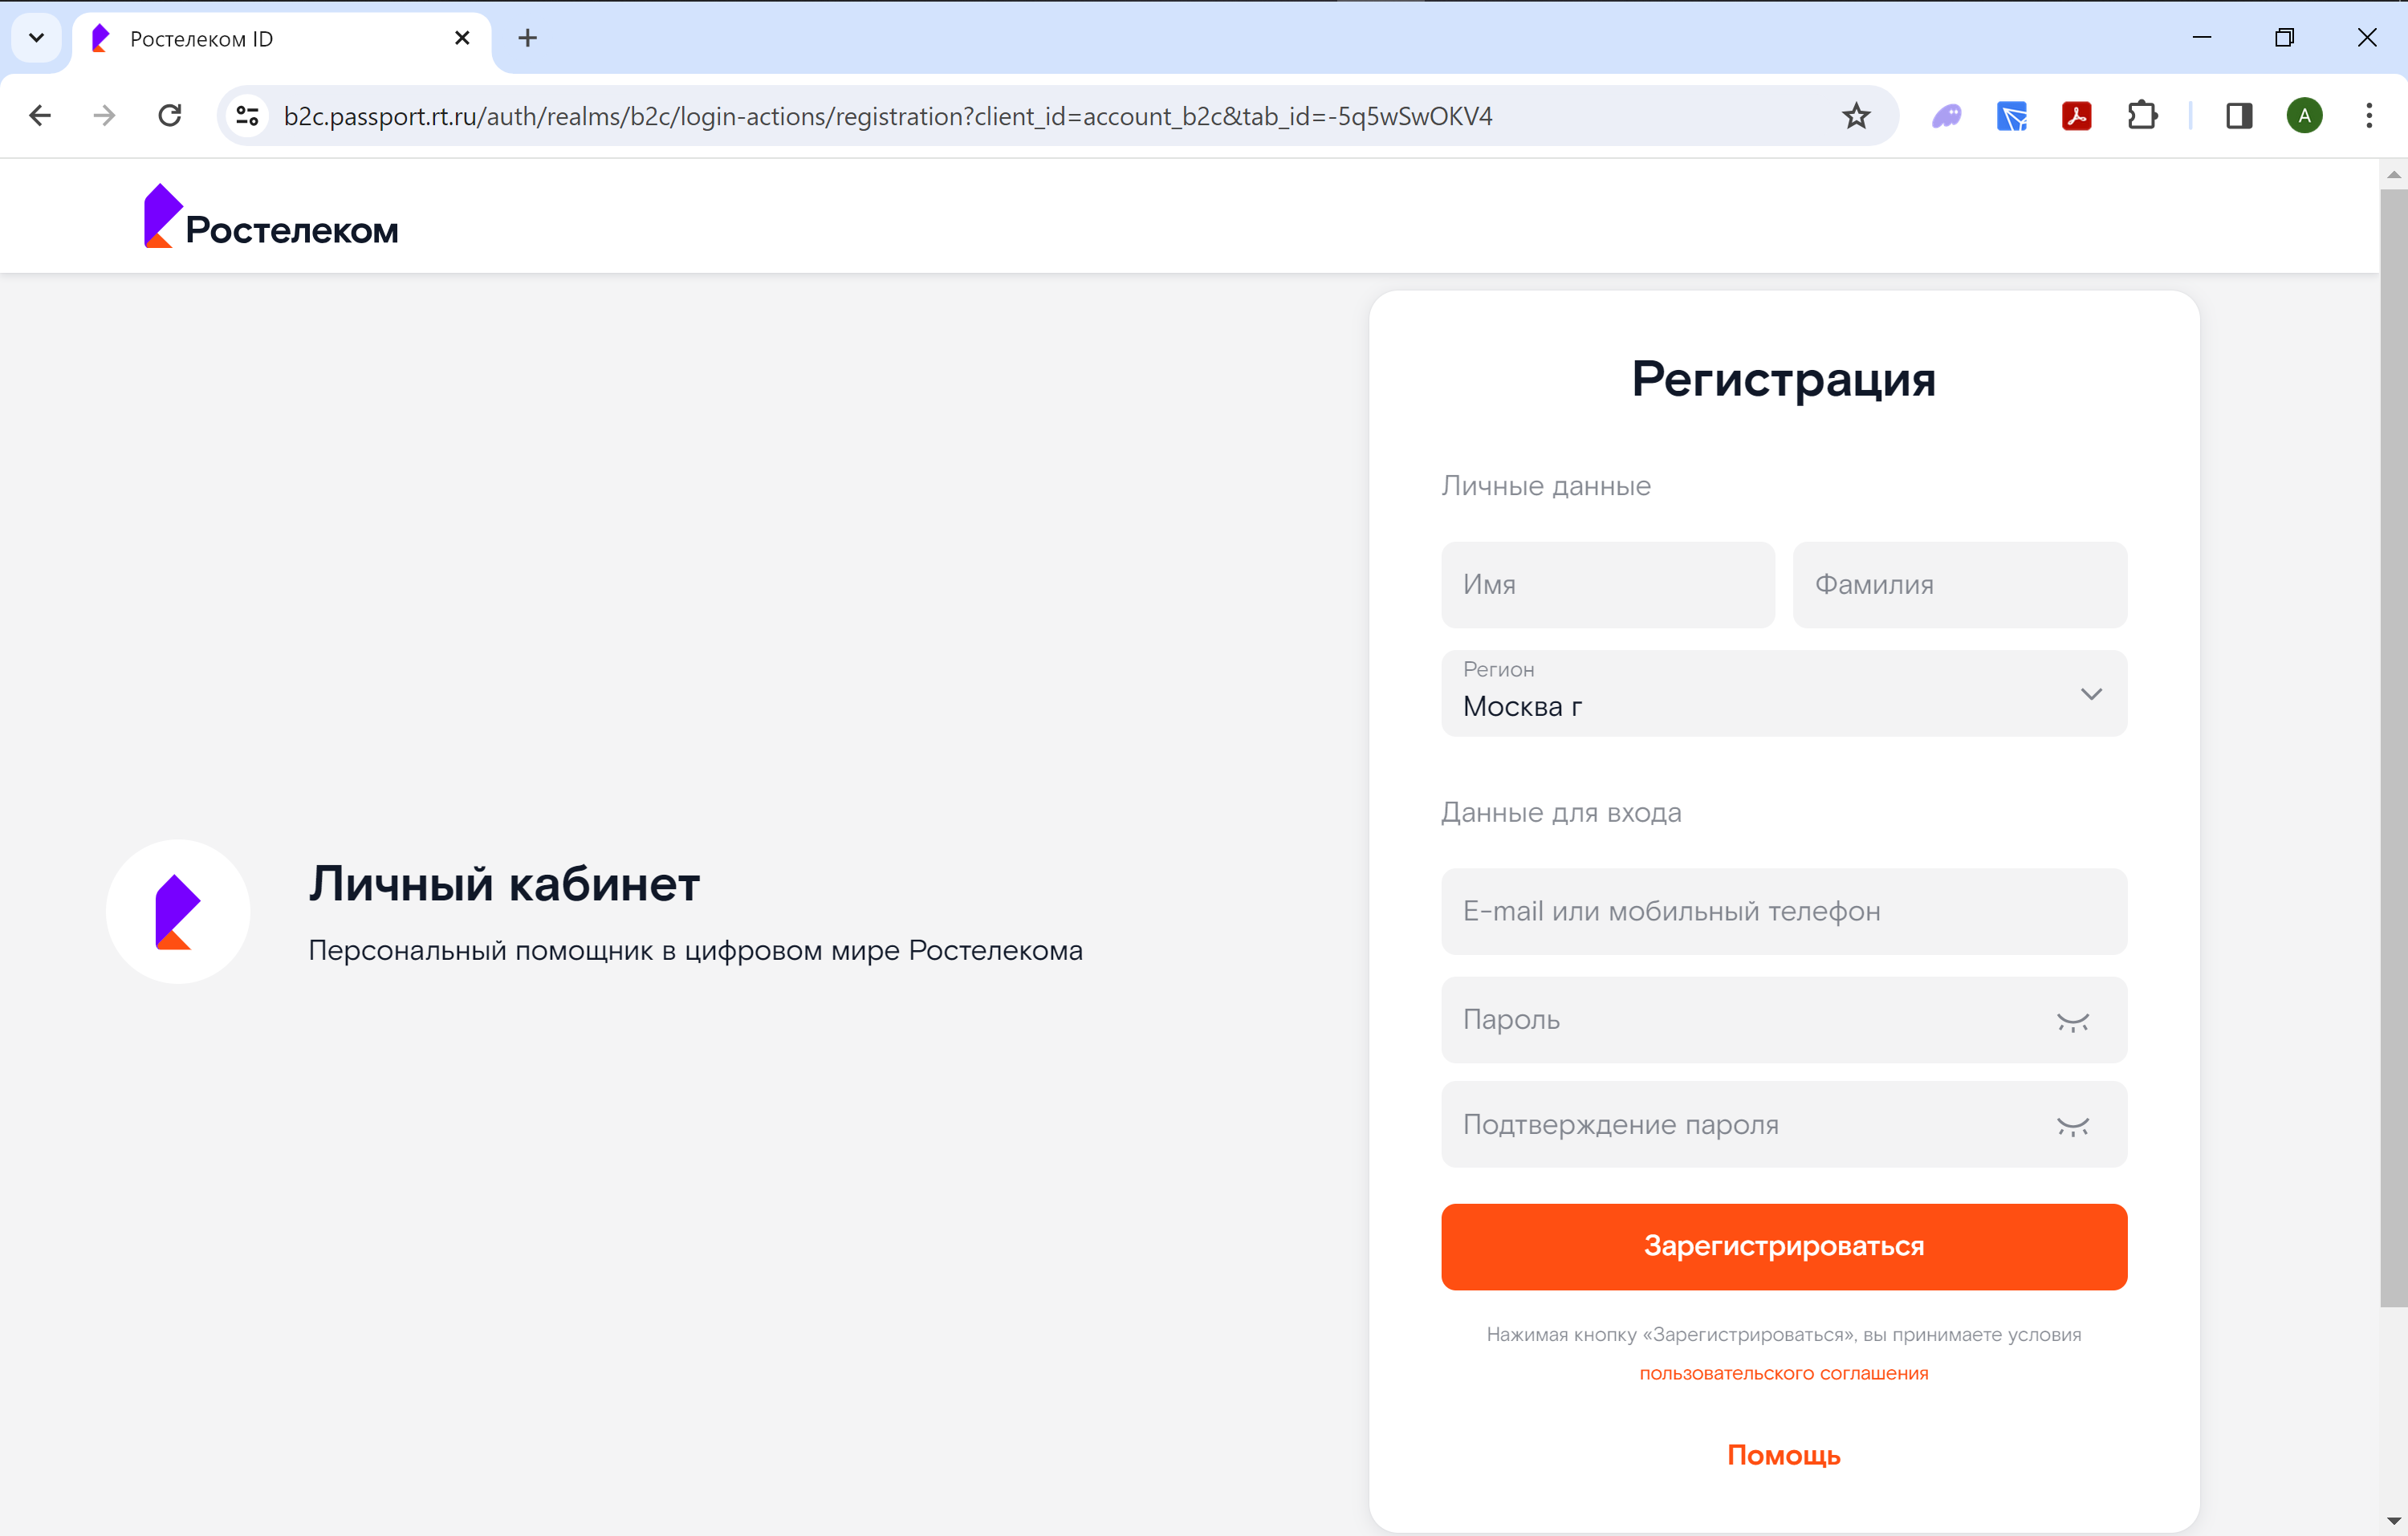 Ростелеком ID
b2c.passport.rt.ru/auth/realms/b2c/login-actions/registration?client_id=account_b2c&tab_id=-5q5wSwOKV4
A
Ростелеком
Регистрация
Личные данные
Имя
Фамилия
Регион
Москва г
Данные для входа
E-mail или мобильный телефон
Пароль
Подтверждение пароля
Зарегистрироваться
Нажимая кнопку «Зарегистрироваться», вы принимаете условия
пользовательского соглашения
Помощь
Личный кабинет
Персональный помощник в цифровом мире Ростелекома